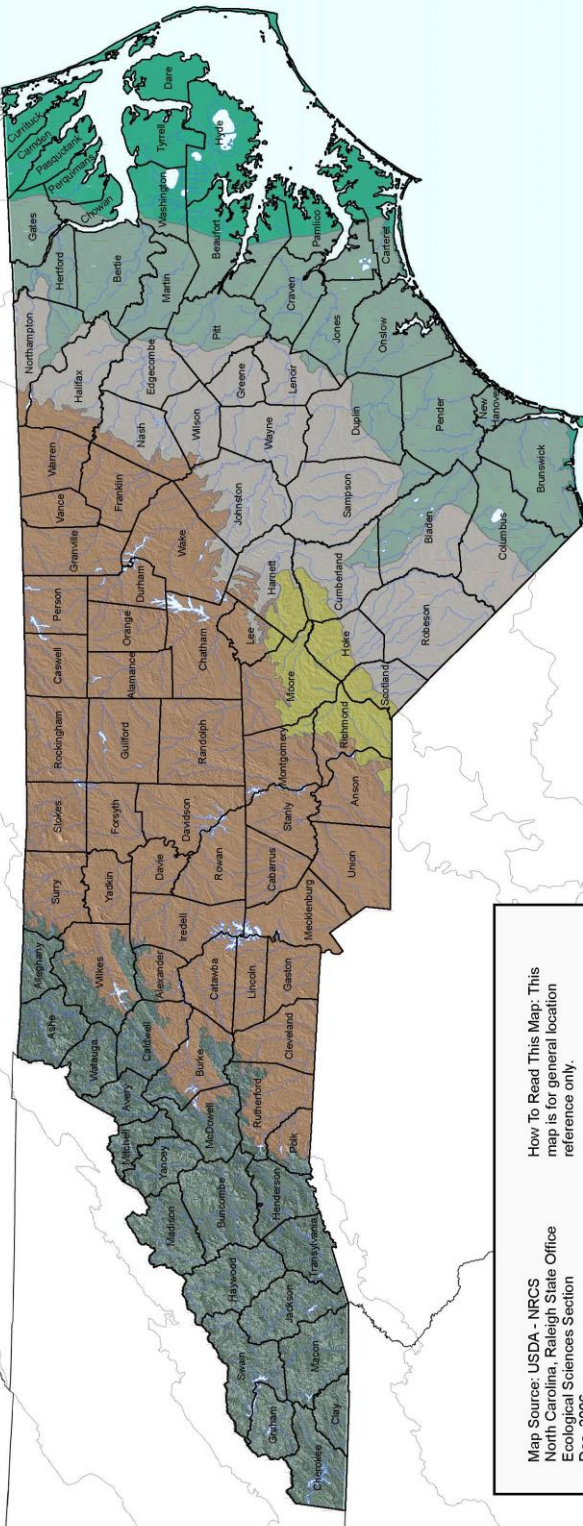 Currituck
Camden
Pasquotank
Perquimans
Chowan
Gates
Hertford
Northampton
Halifax
Warren
Vance
Granville
Person
Caswell
Rockingham
Stokes
Surry
Alleghany
Ashe
Watauga
Wilkes
Yadkin
Forsyth
Guilford
Alamance
Orange
Durham
Franklin
Nash
Edgecombe
Bertie
Martin
Washington
Tyrrell
Dare
Hyde
Beaufort
Pitt
Greene
Wilson
Wake
Johnston
Chatham
Randolph
Davidson
Davie
Rowan
Iredell
Alexander
Caldwell
Avery
Mitchell
Yancey
Madison
Buncombe
McDowell
Burke
Catawba
Lincoln
Cabarrus
Stanly
Montgomery
Moore
Lee
Harnett
Wayne
Lenoir
Craven
Pamlico
Carteret
Jones
Onslow
Duplin
Sampson
Cumberland
Hoke
Scotland
Richmond
Anson
Union
Mecklenburg
Gaston
Cleveland
Rutherford
Polk
Henderson
Haywood
Transylvania
Jackson
Swain
Macon
Graham
Clay
Cherokee
Robeson
Bladen
Pender
New
Hanover
Brunswick
Columbus
Map Source: USDA - NRCS
North Carolina, Raleigh State Office
Ecological Sciences Section
How To Read This Map: This
map is for general location
reference only.